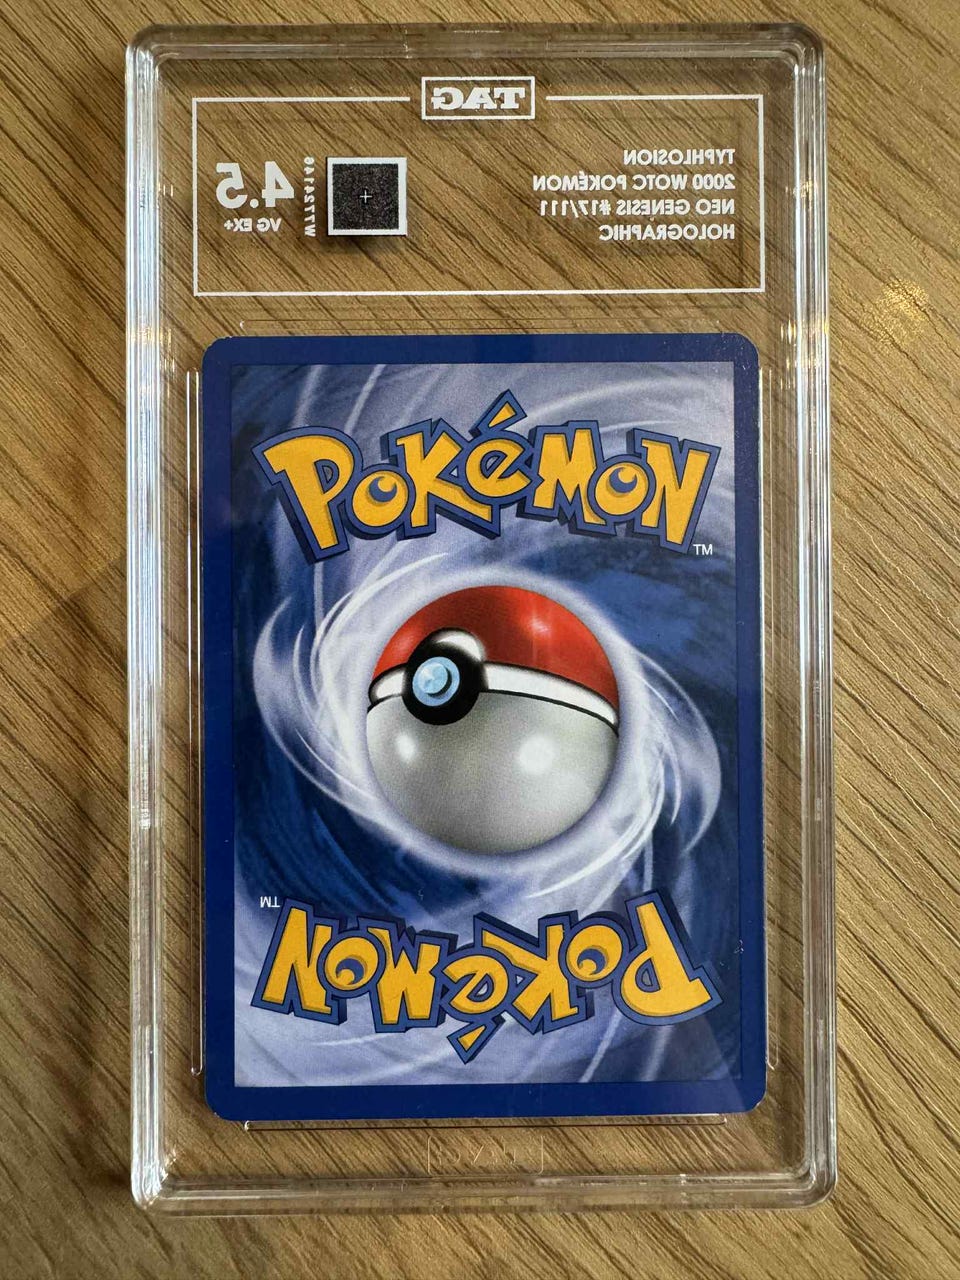 TAG
TYPHLOSION
2000 WOTC POKÉMON
NEO GENESIS #17/111
HOLOGRAPHIC
4.5
VG EX+
POKéMON
TM
TM
POKéMON